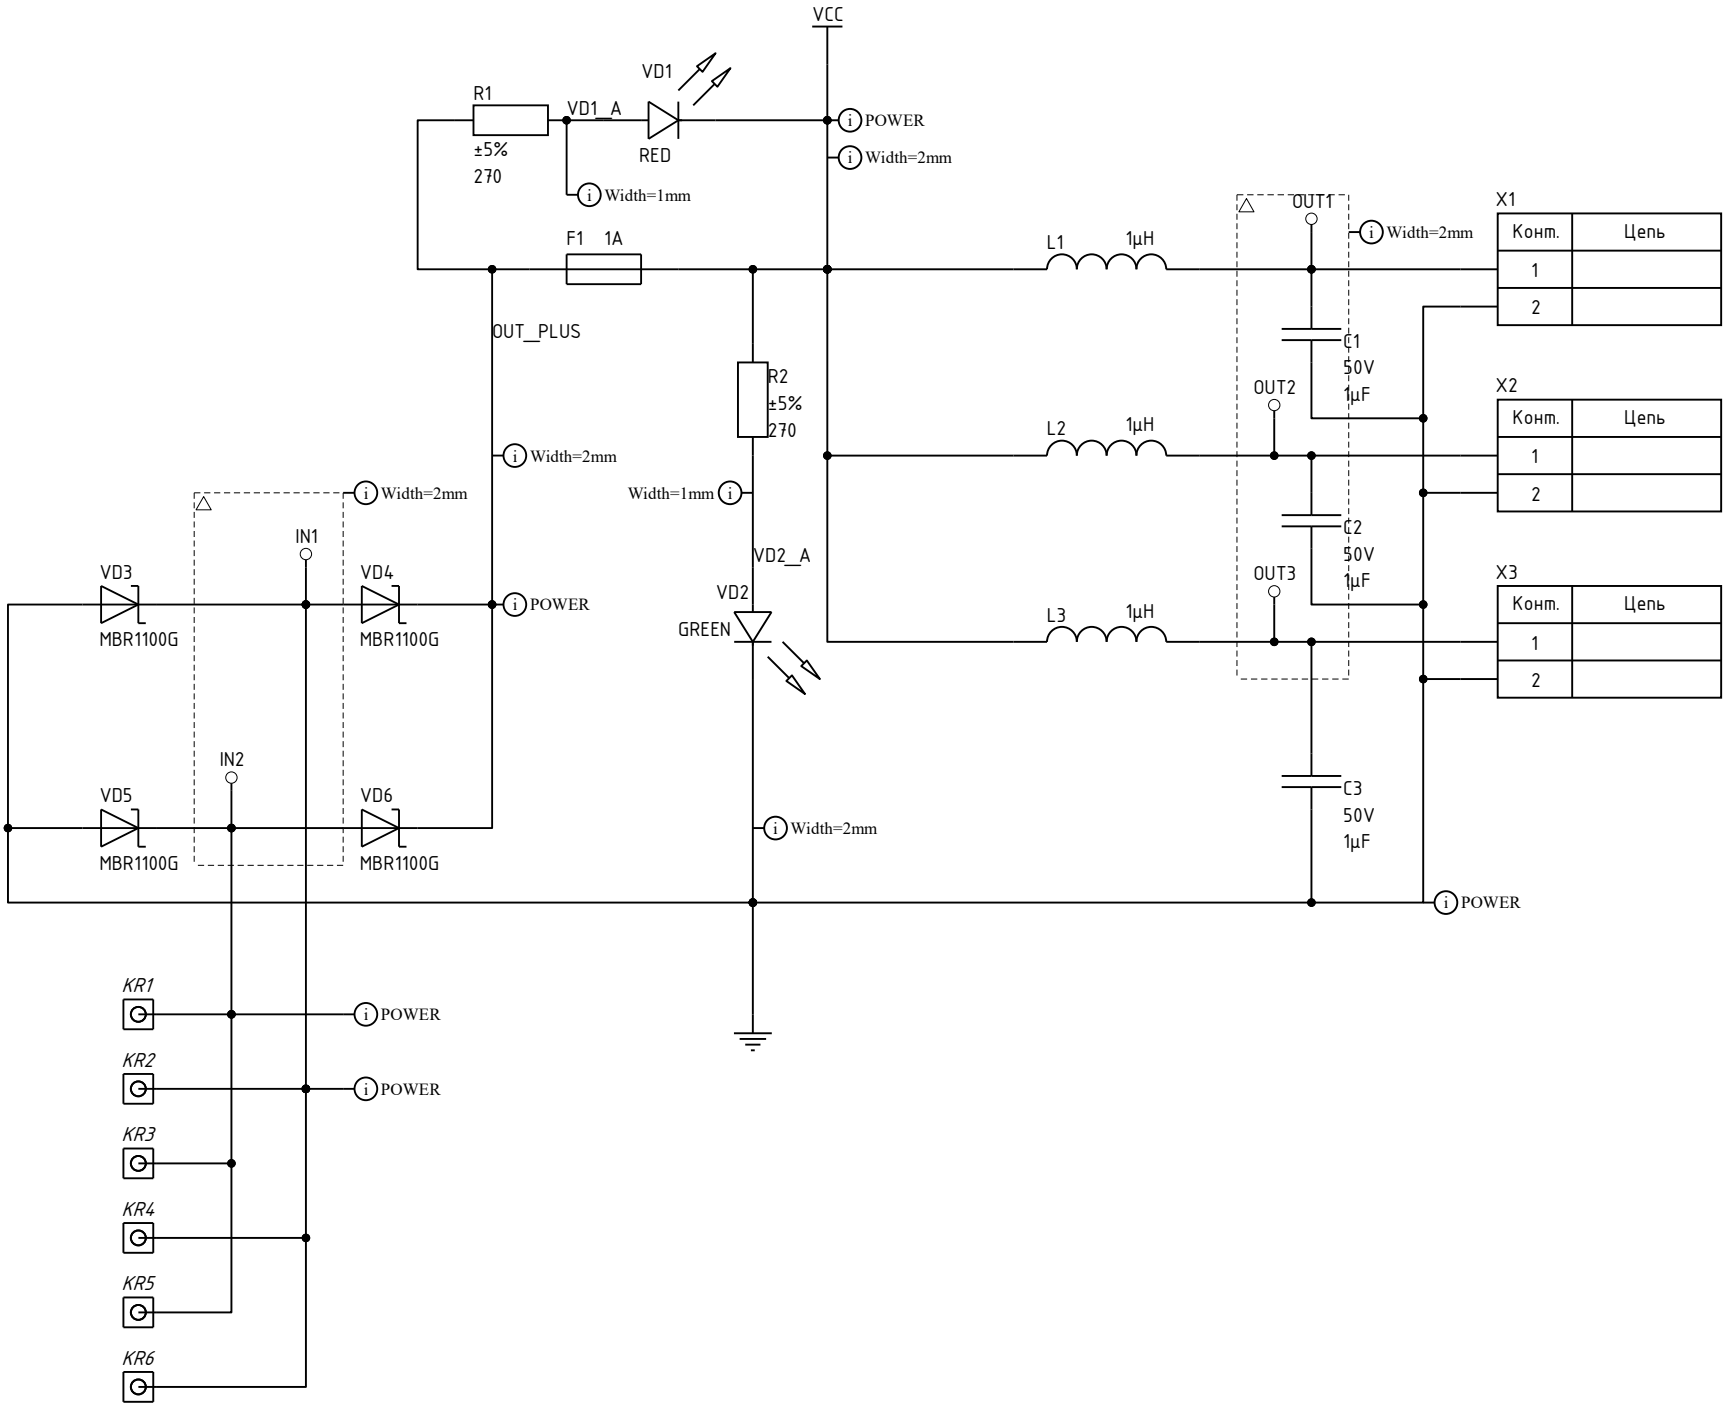 VCC
VD1
R1
VD1_A
i POWER
±5%
RED
i Width=2mm
270
i Width=1mm
X1
OUT1
F1 1A
L1 1µH
i Width=2mm
Конт. Цепь
1
2
OUT_PLUS
C1
50V
1µF
R2
±5%
270
OUT2
X2
L2 1µH
Конт. Цепь
1
2
i Width=2mm
Width=1mm i
i Width=2mm
IN1
C2
50V
1µF
VD2_A
VD3
VD4
OUT3
X3
VD2
GREEN
L3 1µH
Конт. Цепь
1
2
i POWER
MBR1100G
MBR1100G
IN2
VD5
VD6
C3
50V
1µF
i Width=2mm
MBR1100G
MBR1100G
i POWER
KR1
i POWER
KR2
i POWER
KR3
KR4
KR5
KR6